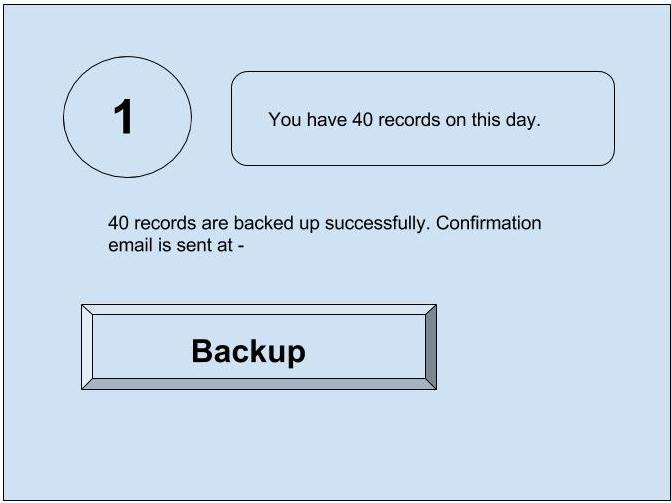 1
You have 40 records on this day.
40 records are backed up successfully. Confirmation
email is sent at -
Backup